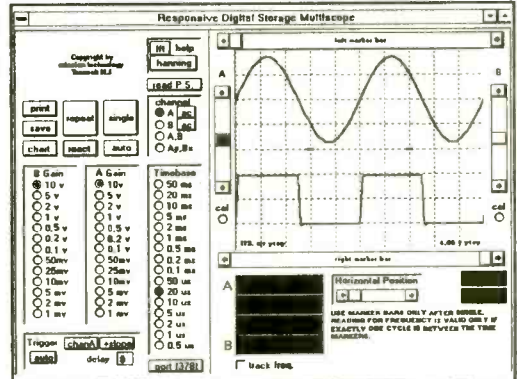 Responsive Digital Storage Multiscope
Copyright by
technology
fft help
hanning
read P.S.
left marker bar
A
B
print
save
repeat
single
chart
react
auto
channel
A ac
B ac
A,B
cal
cal
B Gain
10 v
5 v
2 v
1 v
0.5 v
0.2 v
0.1 v
50mv
25mv
10mv
5 mv
2 mv
1 mv
A Gain
10v
5 v
2 v
1 v
0.5 v
0.2 v
0.1 v
50mv
25mv
10mv
5 mv
2 mv
1 mv
Timebase
50 ms
20 ms
10 ms
5 ms
2 ms
1 ms
0.5 ms
0.2 ms
0.1 ms
50 us
20 us
10 us
5 us
2 us
1 us
0.5 us
right marker bar
A
B
Horizontal Position
USE MARKER BARS ONLY AFTER SINGLE.
READING FOR FREQUENCY IS VALID ONLY IF
EXACTLY ONE CYCLE IS BETWEEN THE TIME
MARKERS.
Trigger chanA +slope
auto delay 0
port (378)
track freq.